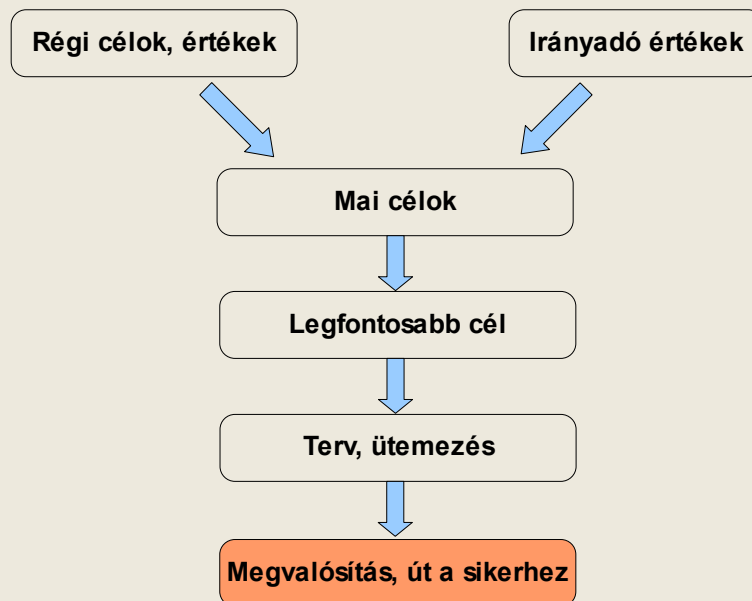 Régi célok, értékek
Irányadó értékek
Mai célok
Legfontosabb cél
Terv, ütemezés
Megvalósítás, út a sikerhez